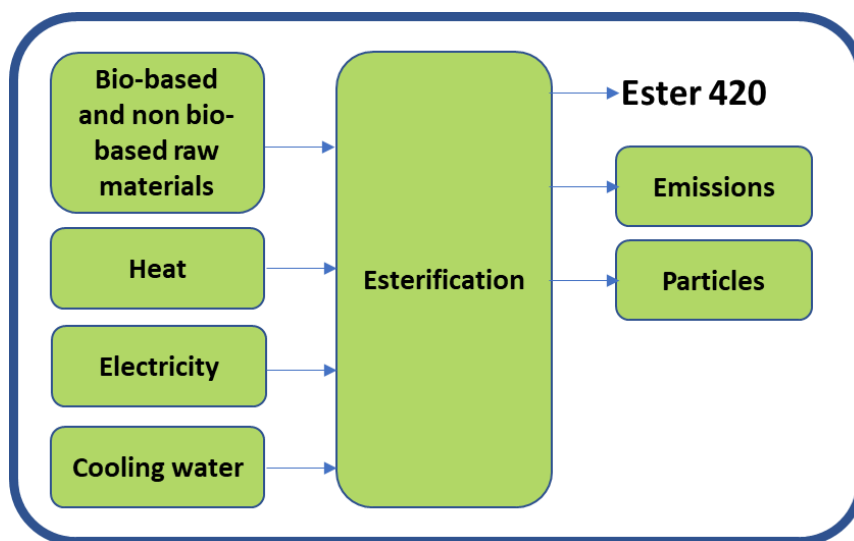 Bio-based
and non bio-
based raw
materials
Heat
Electricity
Cooling water
Esterification
Ester 420
Emissions
Particles